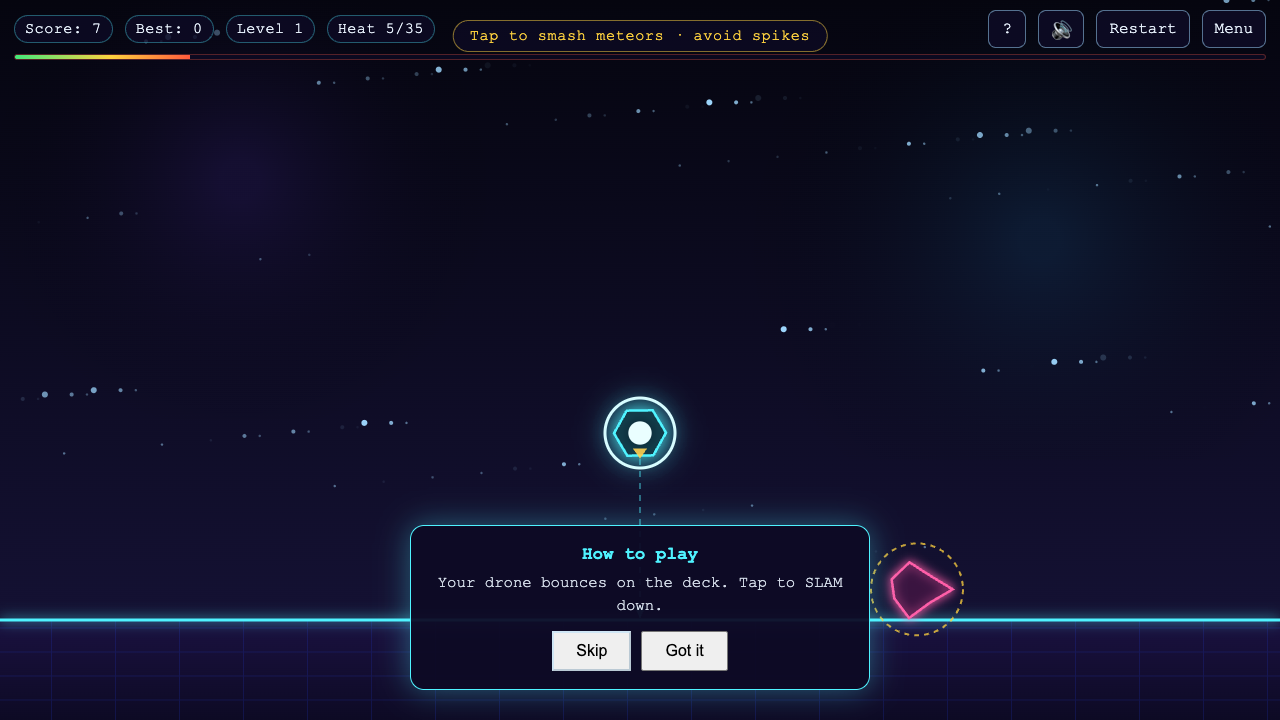 Score: 7
Best: 0
Level 1
Heat 5/35
Tap to smash meteors · avoid spikes
?
Restart
Menu
How to play
Your drone bounces on the deck. Tap to SLAM
down.
Skip
Got it